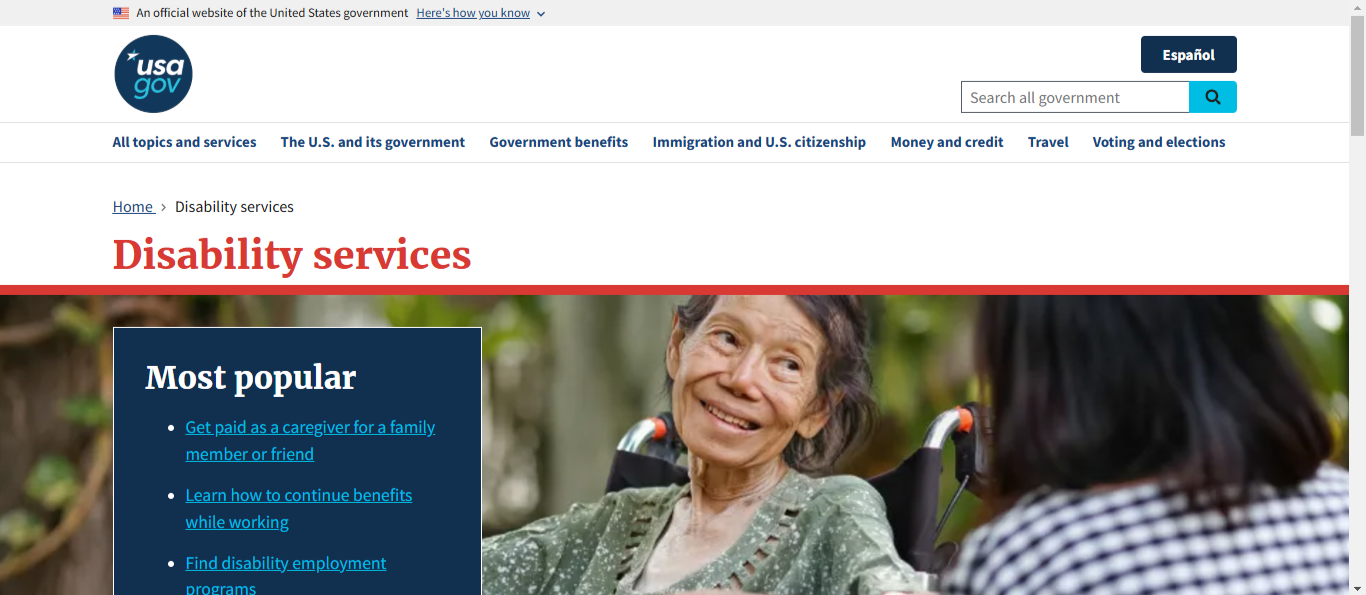 An official website of the United States government Here's how you know
usa
gov
Español
Search all government
All topics and services The U.S. and its government Government benefits Immigration and U.S. citizenship Money and credit Travel Voting and elections
Home > Disability services
Disability services
Most popular
Get paid as a caregiver for a family
member or friend
Learn how to continue benefits
while working
Find disability employment
programs